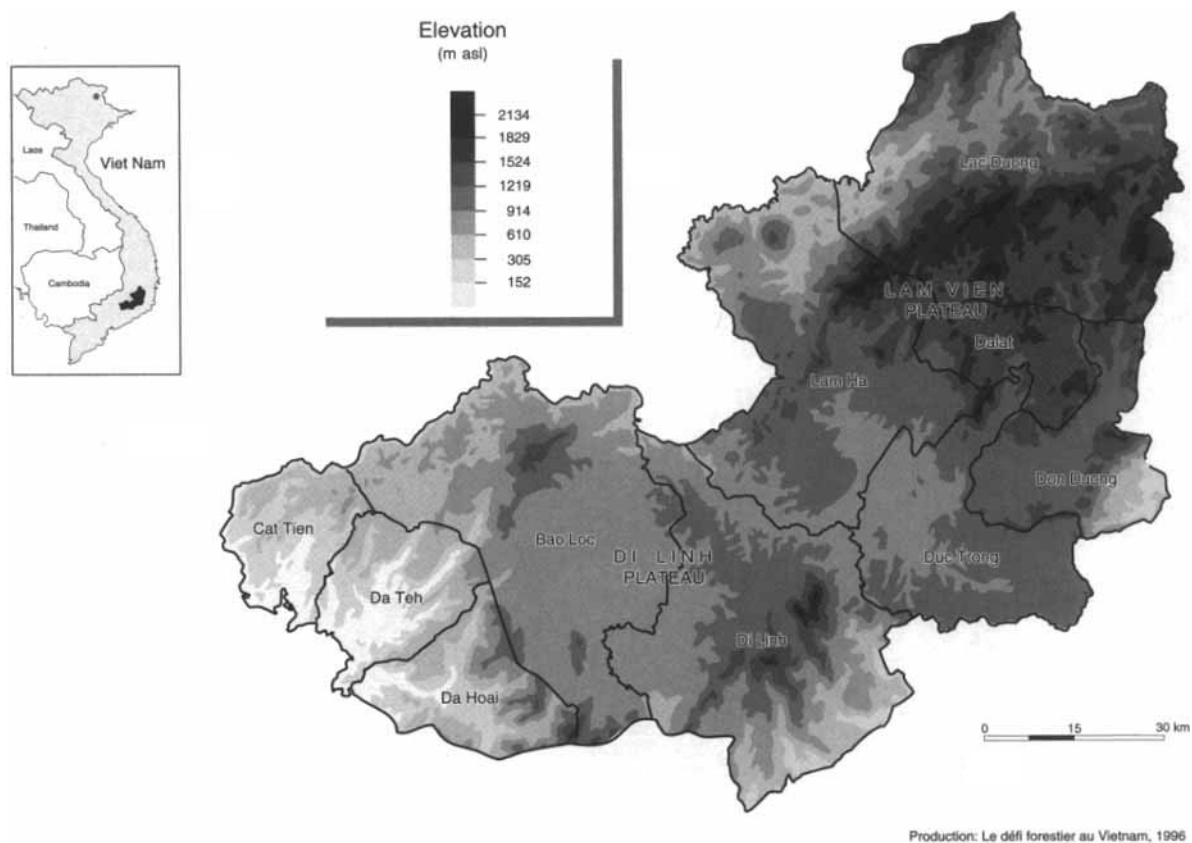 Elevation
(m asl)
2134
1829
1524
1219
914
610
305
152
Laos
Viet Nam
Thailand
Cambodia
Lac Duong
LAM VIEN
PLATEAU
Dalat
Lam Ha
Don Duong
Cat Tien
Bao Loc
DI LINH
PLATEAU
Duc Trong
Da Teh
Di Linh
Da Hoai
0 15 30 km
Production: Le défi forestier au Vietnam, 1996